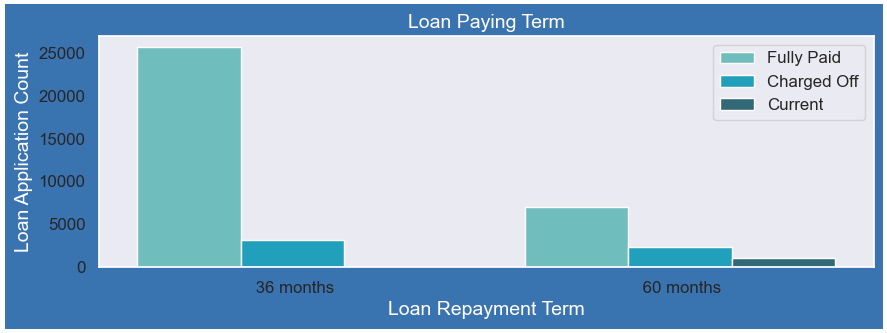 Loan Paying Term
Loan Application Count
25000
20000
15000
10000
5000
0
Fully Paid
Charged Off
Current
36 months
60 months
Loan Repayment Term